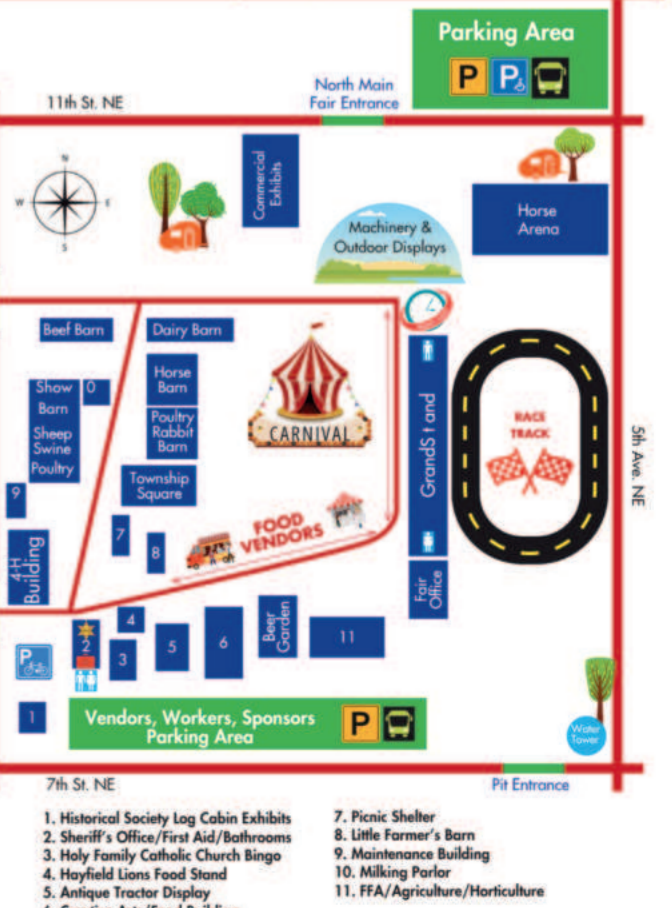 Parking Area
P P
North Main
Fair Entrance
11th St. NE
N
W E
S
Commercial
Exhibits
Horse
Arena
Machinery &
Outdoor Displays
Beef Barn
Dairy Barn
Show
Barn
Sheep
Swine
Poultry
0
Horse
Barn
Poultry
Rabbit
Barn
Township
Square
CARNIVAL
GrandSt and
RACE
TRACK
5th Ave. NE
9
7
8
FOOD
VENDORS
4-H
Building
Fair
Office
4
2
3
5
6
Beer
Garden
11
P
1
Vendors, Workers, Sponsors
Parking Area
P
Water
Tower
7th St. NE
Pit Entrance
1. Historical Society Log Cabin Exhibits
2. Sheriff's Office/First Aid/Bathrooms
3. Holy Family Catholic Church Bingo
4. Hayfield Lions Food Stand
5. Antique Tractor Display
7. Picnic Shelter
8. Little Farmer's Barn
9. Maintenance Building
10. Milking Parlor
11. FFA/Agriculture/Horticulture